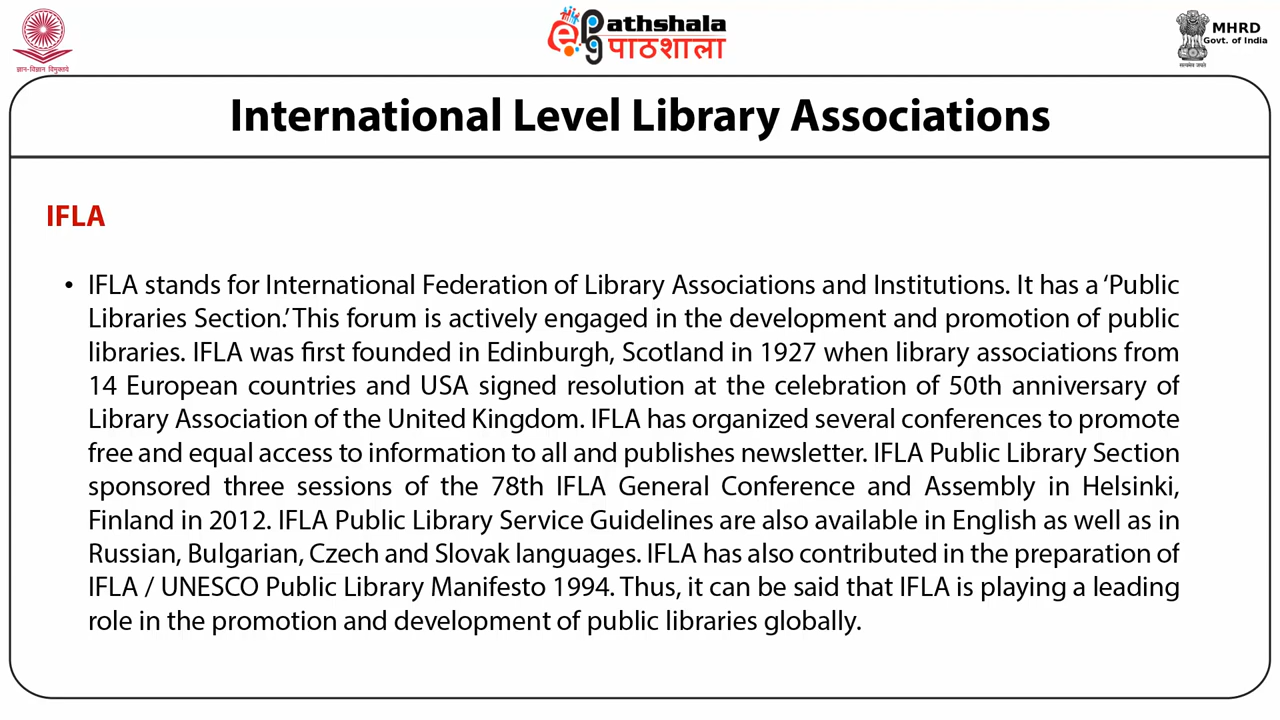 ज्ञान-विज्ञान विमुक्तये
epg athshala
पाठशाला
MHRD
Govt. of India
सत्यमेव जयते
International Level Library Associations
IFLA
• IFLA stands for International Federation of Library Associations and Institutions. It has a ‘Public
Libraries Section.’ This forum is actively engaged in the development and promotion of public
libraries. IFLA was first founded in Edinburgh, Scotland in 1927 when library associations from
14 European countries and USA signed resolution at the celebration of 50th anniversary of
Library Association of the United Kingdom. IFLA has organized several conferences to promote
free and equal access to information to all and publishes newsletter. IFLA Public Library Section
sponsored three sessions of the 78th IFLA General Conference and Assembly in Helsinki,
Finland in 2012. IFLA Public Library Service Guidelines are also available in English as well as in
Russian, Bulgarian, Czech and Slovak languages. IFLA has also contributed in the preparation of
IFLA / UNESCO Public Library Manifesto 1994. Thus, it can be said that IFLA is playing a leading
role in the promotion and development of public libraries globally.